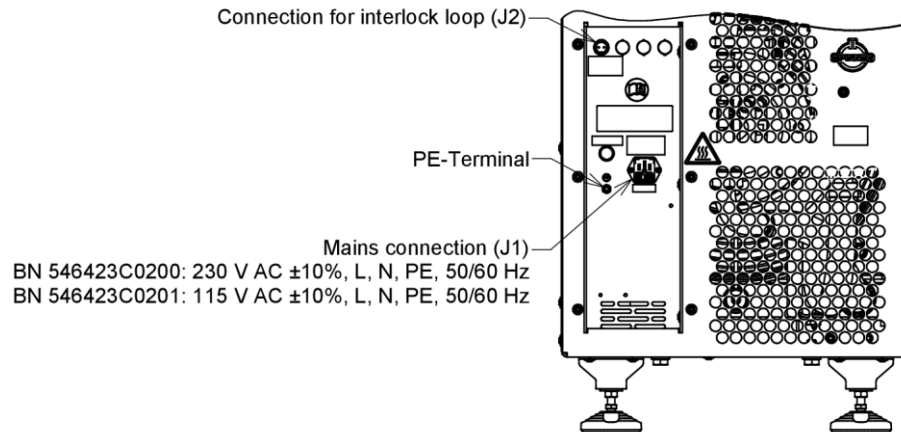 Connection for interlock loop (J2)
PE-Terminal
Mains connection (J1)
BN 546423C0200: 230 V AC ±10%, L, N, PE, 50/60 Hz
BN 546423C0201: 115 V AC ±10%, L, N, PE, 50/60 Hz